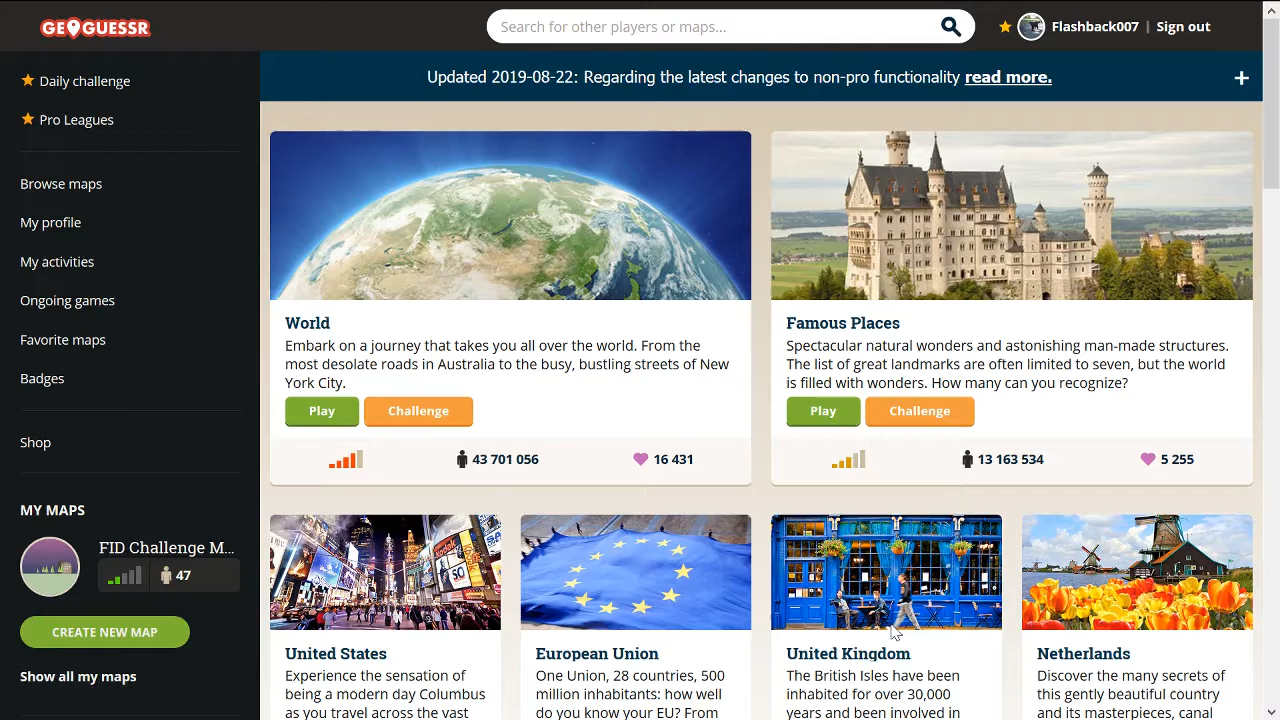 GEOGUESSR
Search for other players or maps...
Flashback007 | Sign out
Daily challenge
Pro Leagues
Browse maps
My profile
My activities
Ongoing games
Favorite maps
Badges
Shop
MY MAPS
FID Challenge M...
47
CREATE NEW MAP
Show all my maps
Updated 2019-08-22: Regarding the latest changes to non-pro functionality read more. +
World
Embark on a journey that takes you all over the world. From the
most desolate roads in Australia to the busy, bustling streets of New
York City.
Play Challenge
43 701 056 16 431
Famous Places
Spectacular natural wonders and astonishing man-made structures.
The list of great landmarks are often limited to seven, but the world
is filled with wonders. How many can you recognize?
Play Challenge
13 163 534 5 255
Kodak
United States
Experience the sensation of
being a modern day Columbus
as you travel across the vast
European Union
One Union, 28 countries, 500
million inhabitants: how well
do you know your EU? From
United Kingdom
The British Isles have been
inhabited for over 30,000
years and been involved in
Netherlands
Discover the many secrets of
this gently beautiful country
and its masterpieces, canal